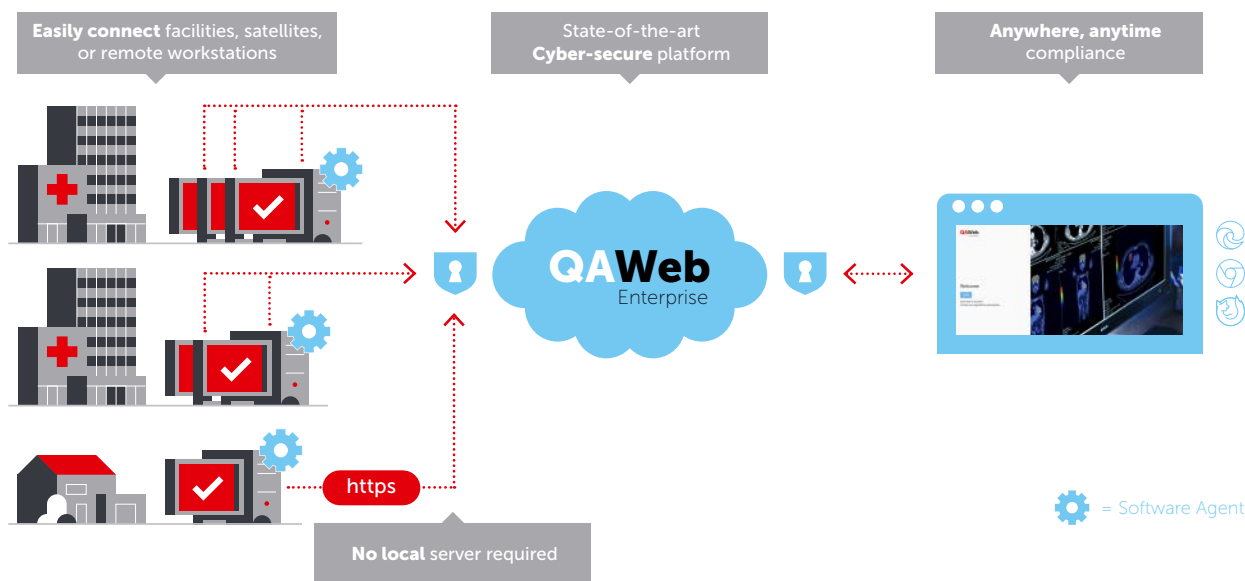 Easily connect facilities, satellites,
or remote workstations
State-of-the-art
Cyber-secure platform
Anywhere, anytime
compliance
QAWeb
Enterprise
QAWeb
https
No local server required
= Software Agent